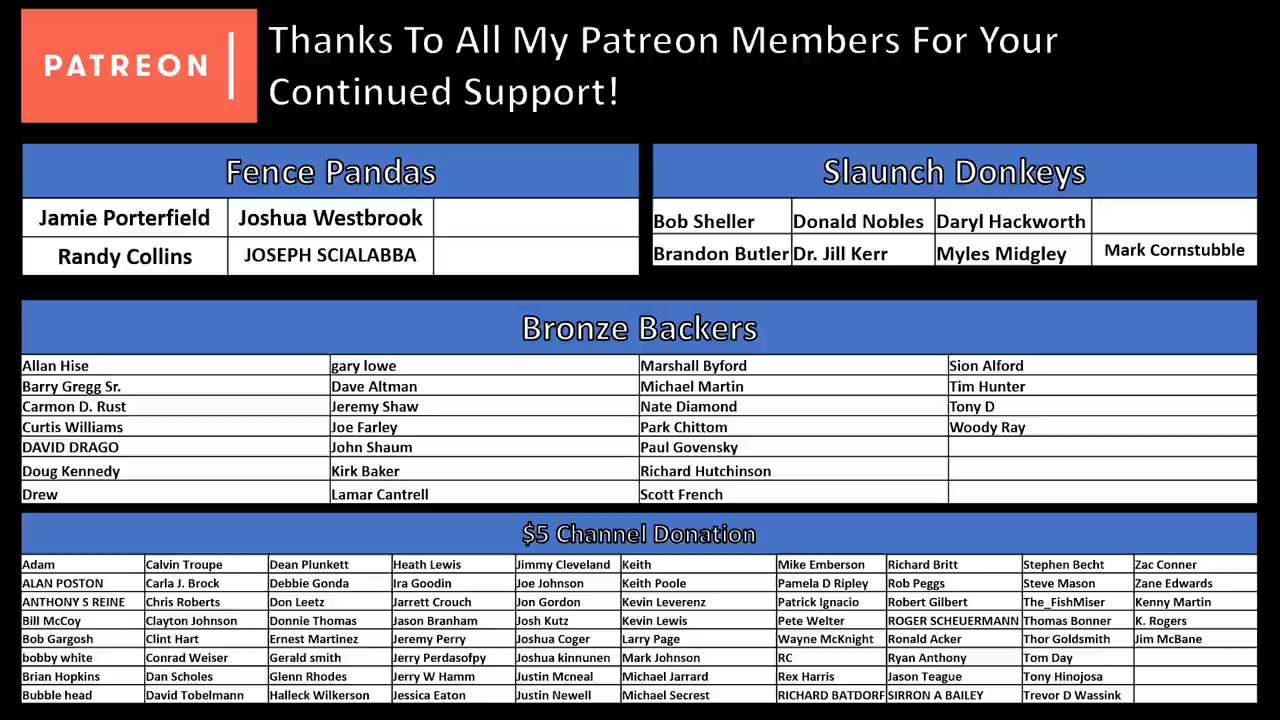 PATREON
Thanks To All My Patreon Members For Your
Continued Support!
Fence Pandas
Jamie Porterfield Joshua Westbrook
Randy Collins JOSEPH SCIALABBA
Slaunch Donkeys
Bob Sheller Donald Nobles Daryl Hackworth
Brandon Butler Dr. Jill Kerr Myles Midgley Mark Cornstubble
Bronze Backers
Allan Hise gary lowe Marshall Byford Sion Alford
Barry Gregg Sr. Dave Altman Michael Martin Tim Hunter
Carmon D. Rust Jeremy Shaw Nate Diamond Tony D
Curtis Williams Joe Farley Park Chittom Woody Ray
DAVID DRAGO John Shaum Paul Govensky
Doug Kennedy Kirk Baker Richard Hutchinson
Drew Lamar Cantrell Scott French
$5 Channel Donation
Adam Calvin Troupe Dean Plunkett Heath Lewis Jimmy Cleveland Keith Mike Emberson Richard Britt Stephen Becht Zac Conner
ALAN POSTON Carla J. Brock Debbie Gonda Ira Goodin Joe Johnson Keith Poole Pamela D Ripley Rob Peggs Steve Mason Zane Edwards
ANTHONY S REINE Chris Roberts Don Leetz Jarrett Crouch Jon Gordon Kevin Leverenz Patrick Ignacio Robert Gilbert The_FishMiser Kenny Martin
Bill McCoy Clayton Johnson Donnie Thomas Jason Branham Josh Kutz Kevin Lewis Pete Welter ROGER SCHEUERMANN Thomas Bonner K. Rogers
Bob Gargosh Clint Hart Ernest Martinez Jeremy Perry Joshua Coger Larry Page Wayne McKnight Ronald Acker Thor Goldsmith Jim McBane
bobby white Conrad Weiser Gerald smith Jerry Perdasofpy Joshua kinnunen Mark Johnson RC Ryan Anthony Tom Day
Brian Hopkins Dan Scholes Glenn Rhodes Jerry W Hamm Justin Mcneal Michael Jarrard Rex Harris Jason Teague Tony Hinojosa
Bubble head David Tobelmann Halleck Wilkerson Jessica Eaton Justin Newell Michael Secrest RICHARD BATDORF SIRRON A BAILEY Trevor D Wassink